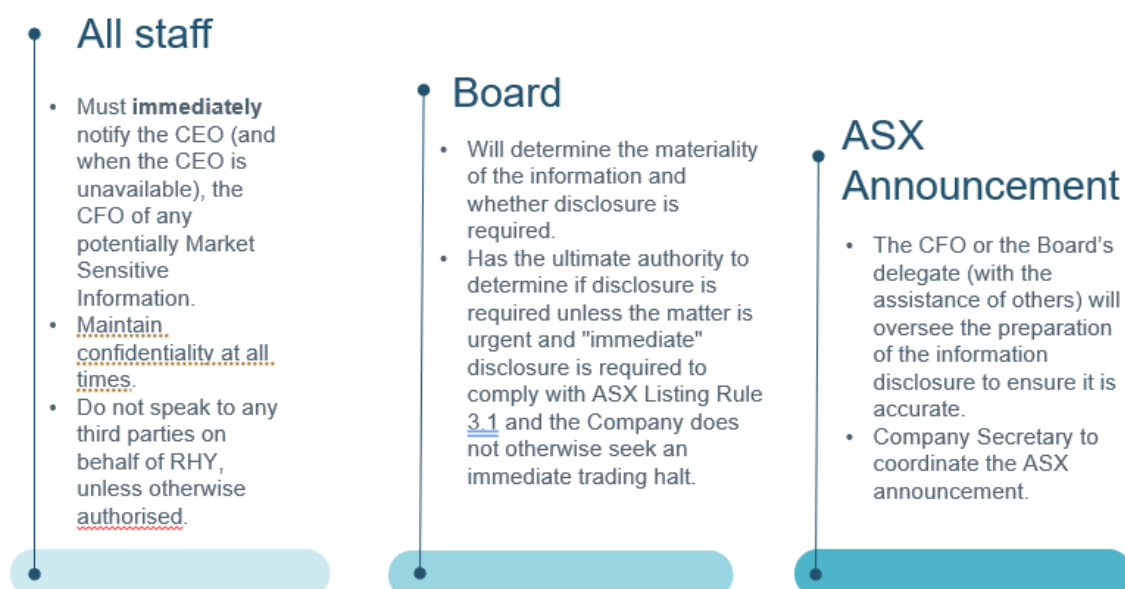 All staff
• Must immediately
notify the CEO (and
when the CEO is
unavailable), the
CFO of any
potentially Market
Sensitive
Information.
• Maintain
confidentiality at all
times.
• Do not speak to any
third parties on
behalf of RHY,
unless otherwise
authorised.
Board
• Will determine the materiality
of the information and
whether disclosure is
required.
• Has the ultimate authority to
determine if disclosure is
required unless the matter is
urgent and "immediate"
disclosure is required to
comply with ASX Listing Rule
3.1 and the Company does
not otherwise seek an
immediate trading halt.
ASX
Announcement
• The CFO or the Board’s
delegate (with the
assistance of others) will
oversee the preparation
of the information
disclosure to ensure it is
accurate.
• Company Secretary to
coordinate the ASX
announcement.